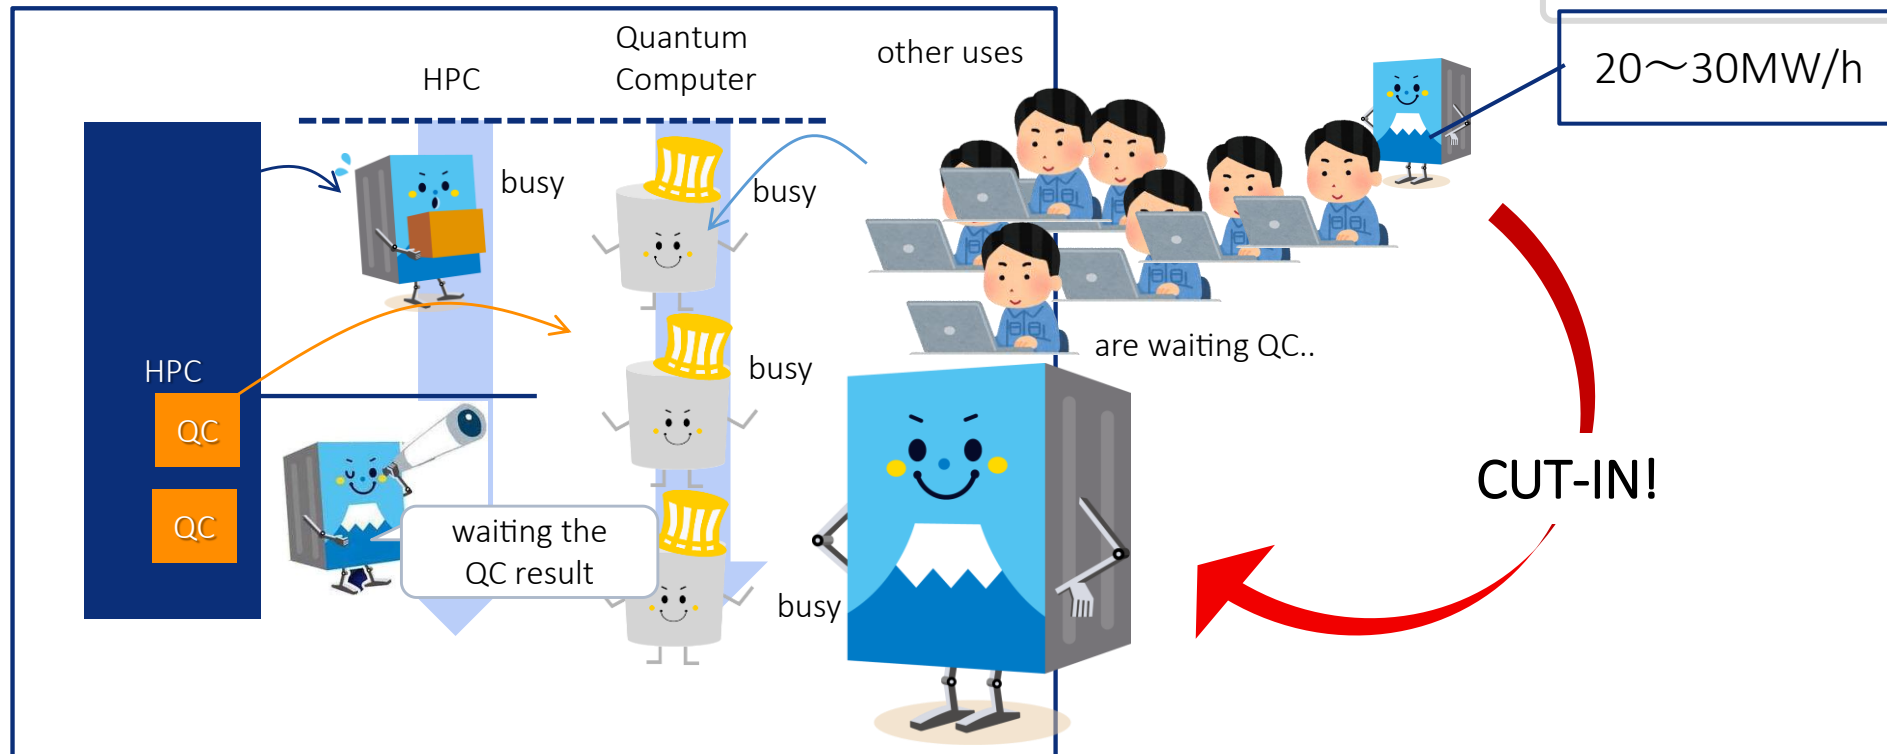 Quantum
Computer
HPC
other uses
20～30MW/h
busy
busy
are waiting QC..
busy
HPC
QC
CUT-IN!
QC
waiting the
QC result
busy